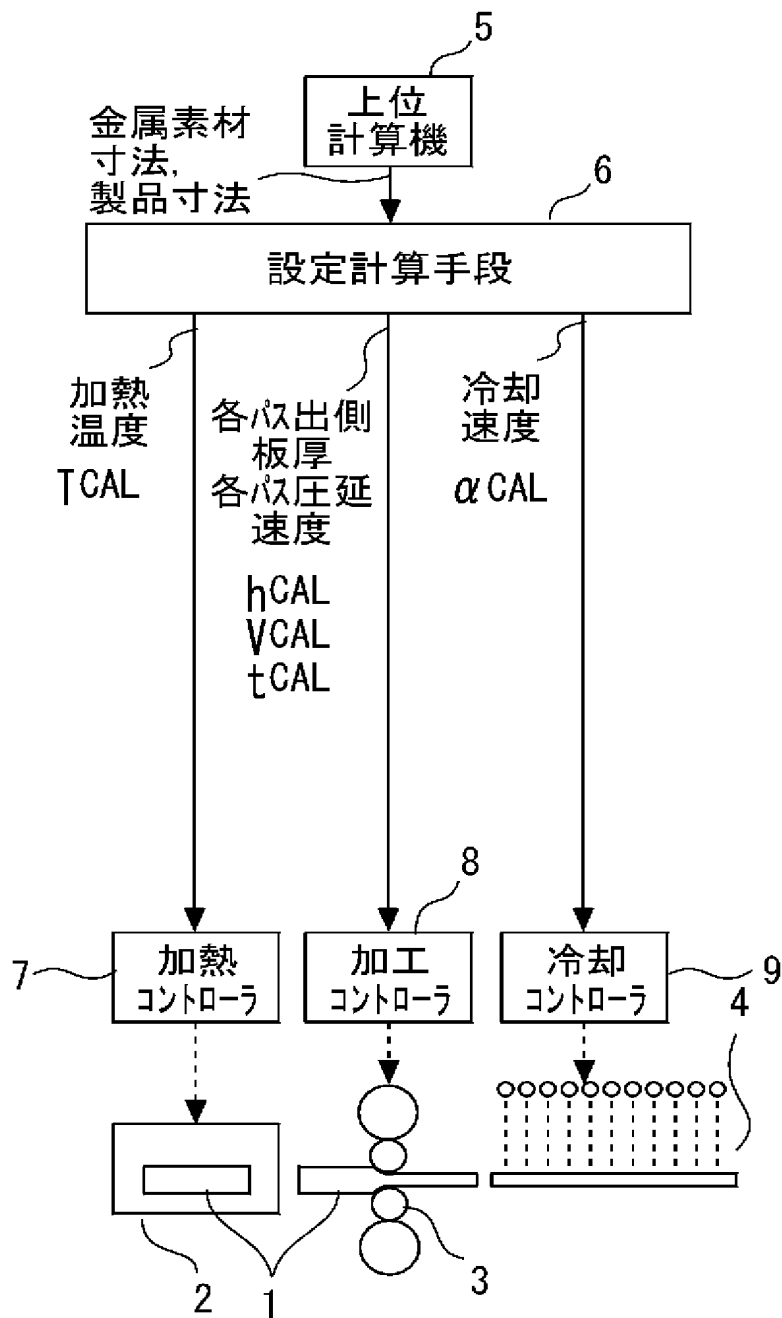 5
上位
計算機
金属素材
寸法,
製品寸法
6
設定計算手段
加熱
温度
TCAL
各パス出側
板厚
各パス圧延
速度
hCAL
VCAL
tCAL
冷却
速度
αCAL
7
加熱
コントローラ
8
加工
コントローラ
9
冷却
コントローラ
4
2
1
3